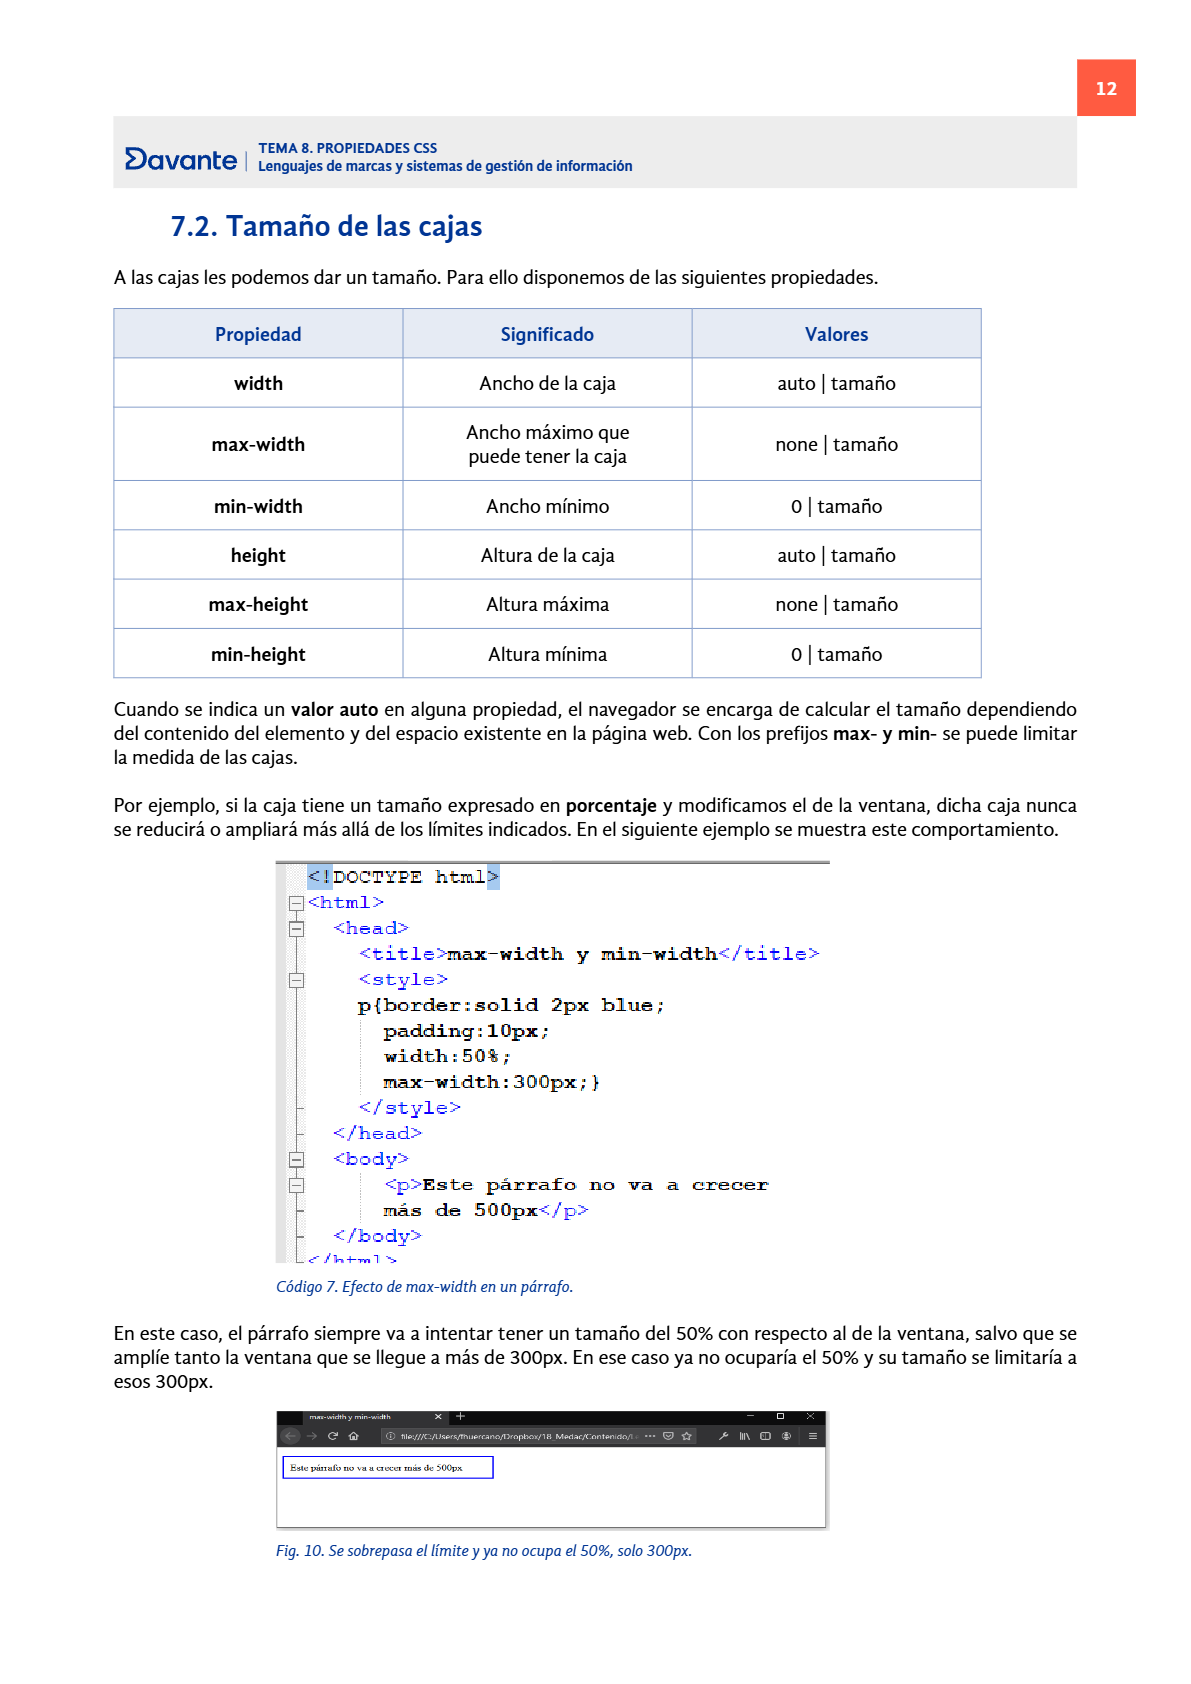 12
Davante
TEMA 8. PROPIEDADES CSS
Lenguajes de marcas y sistemas de gestión de información
7.2. Tamaño de las cajas
A las cajas les podemos dar un tamaño. Para ello disponemos de las siguientes propiedades.
Propiedad Significado Valores
width Ancho de la caja auto | tamaño
max-width Ancho máximo que puede tener la caja none | tamaño
min-width Ancho mínimo 0 | tamaño
height Altura de la caja auto | tamaño
max-height Altura máxima none | tamaño
min-height Altura mínima 0 | tamaño
Cuando se indica un valor auto en alguna propiedad, el navegador se encarga de calcular el tamaño dependiendo
del contenido del elemento y del espacio existente en la página web. Con los prefijos max- y min- se puede limitar
la medida de las cajas.
Por ejemplo, si la caja tiene un tamaño expresado en porcentaje y modificamos el de la ventana, dicha caja nunca
se reducirá o ampliará más allá de los límites indicados. En el siguiente ejemplo se muestra este comportamiento.
<!DOCTYPE html>
<html>
<head>
<title>max-width y min-width</title>
<style>
p{border:solid 2px blue;
padding:10px;
width:50%;
max-width:300px;}
</style>
</head>
<body>
<p>Este párrafo no va a crecer
más de 500px</p>
</body>
</html>
Código 7. Efecto de max-width en un párrafo.
En este caso, el párrafo siempre va a intentar tener un tamaño del 50% con respecto al de la ventana, salvo que se
amplíe tanto la ventana que se llegue a más de 300px. En ese caso ya no ocuparía el 50% y su tamaño se limitaría a
esos 300px.
max-width y min-width
file:///C:/Users/fhuercano/Dropbox/18_Medac/Contenido/
Este párrafo no va a crecer más de 500px
Fig. 10. Se sobrepasa el límite y ya no ocupa el 50%, solo 300px.